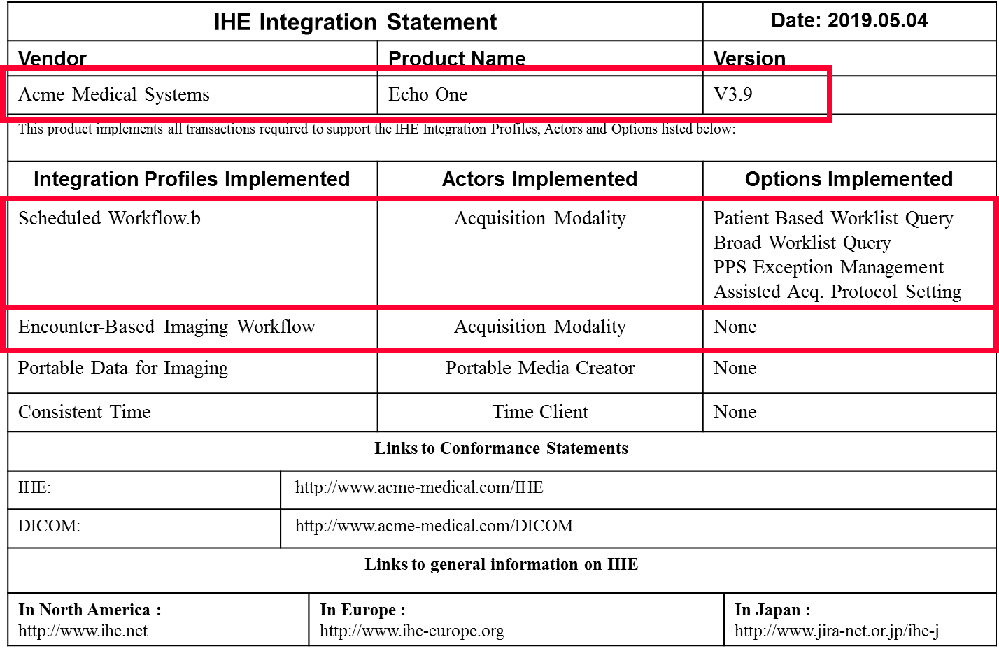 IHE Integration Statement
Date: 2019.05.04
Vendor
Product Name
Version
Acme Medical Systems
Echo One
V3.9
This product implements all transactions required to support the IHE Integration Profiles, Actors and Options listed below:
Integration Profiles Implemented
Actors Implemented
Options Implemented
Scheduled Workflow.b
Acquisition Modality
Patient Based Worklist Query
Broad Worklist Query
PPS Exception Management
Assisted Acq. Protocol Setting
Encounter-Based Imaging Workflow
Acquisition Modality
None
Portable Data for Imaging
Portable Media Creator
None
Consistent Time
Time Client
None
Links to Conformance Statements
IHE:
http://www.acme-medical.com/IHE
DICOM:
http://www.acme-medical.com/DICOM
Links to general information on IHE
In North America :
http://www.ihe.net
In Europe :
http://www.ihe-europe.org
In Japan :
http://www.jira-net.or.jp/ihe-j